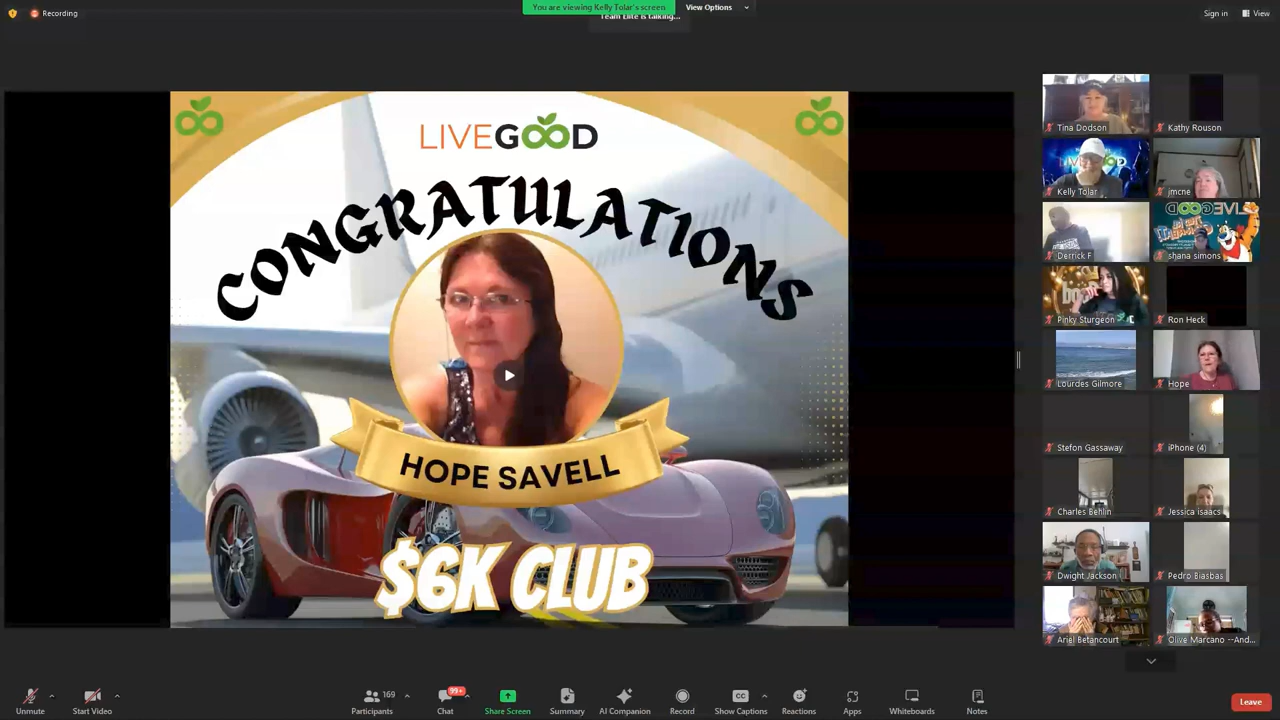 Recording
You are viewing Kelly Tolar's screen
View Options
Sign in
View
Team Elite is talking...
LIVEGOOD
CONGRATULATIONS
HOPE SAVELL
$6K CLUB
Tina Dodson
Kathy Rouson
Kelly Tolar
jmcne
Derrick F
shana simons
Pinky Sturgeon
Ron Heck
Lourdes Gilmore
Hope
Stefon Gassaway
iPhone (4)
Charles Behlin
Jessica Isaacs
Dwight Jackson
Pedro Biasbas
Ariel Betancourt
Olive Marcano --And...
Unmute
Start Video
169
Participants
99+
Chat
Share Screen
Summary
AI Companion
Record
CC
Show Captions
Reactions
Apps
Whiteboards
Notes
Leave